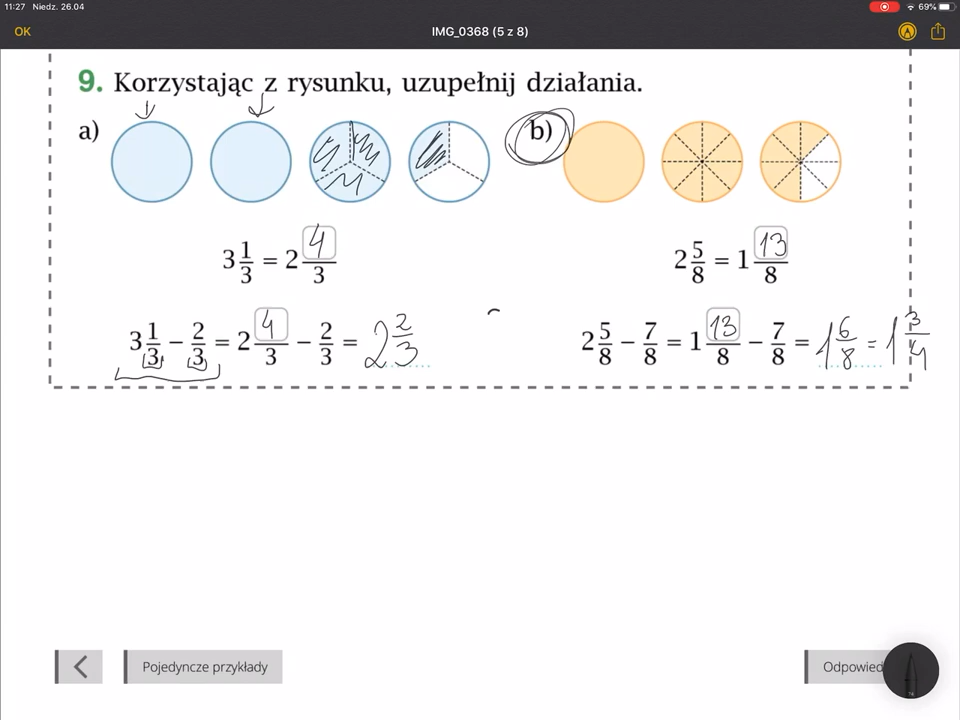 11:27 Niedz. 26.04
69%
OK
IMG_0368 (5 z 8)
9. Korzystając z rysunku, uzupełnij działania.
a)
b)
3 1/3 = 2 4/3
2 5/8 = 1 13/8
3 1/3 − 2/3 = 2 4/3 − 2/3 = 2 2/3
2 5/8 − 7/8 = 1 13/8 − 7/8 = 1 6/8 = 1 3/4
Pojedyncze przykłady
Odpowied